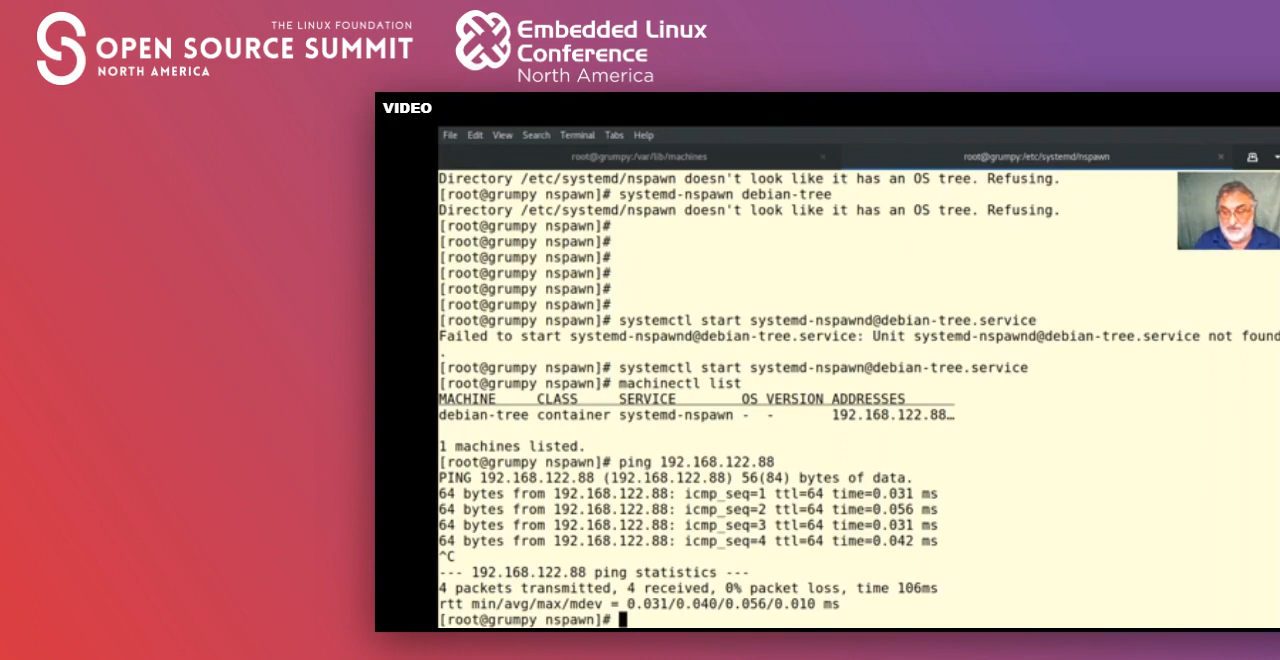 THE LINUX FOUNDATION
OPEN SOURCE SUMMIT
NORTH AMERICA
Embedded Linux
Conference
North America
VIDEO
File Edit View Search Terminal Tabs Help
root@grumpy:/var/lib/machines × root@grumpy:/etc/systemd/nspawn ×
Directory /etc/systemd/nspawn doesn't look like it has an OS tree. Refusing.
[root@grumpy nspawn]# systemd-nspawn debian-tree
Directory /etc/systemd/nspawn doesn't look like it has an OS tree. Refusing.
[root@grumpy nspawn]#
[root@grumpy nspawn]#
[root@grumpy nspawn]#
[root@grumpy nspawn]#
[root@grumpy nspawn]#
[root@grumpy nspawn]#
[root@grumpy nspawn]# systemctl start systemd-nspawnd@debian-tree.service
Failed to start systemd-nspawnd@debian-tree.service: Unit systemd-nspawnd@debian-tree.service not found
.
[root@grumpy nspawn]# systemctl start systemd-nspawn@debian-tree.service
[root@grumpy nspawn]# machinectl list
MACHINE CLASS SERVICE OS VERSION ADDRESSES
debian-tree container systemd-nspawn - - 192.168.122.88…
1 machines listed.
[root@grumpy nspawn]# ping 192.168.122.88
PING 192.168.122.88 (192.168.122.88) 56(84) bytes of data.
64 bytes from 192.168.122.88: icmp_seq=1 ttl=64 time=0.031 ms
64 bytes from 192.168.122.88: icmp_seq=2 ttl=64 time=0.056 ms
64 bytes from 192.168.122.88: icmp_seq=3 ttl=64 time=0.031 ms
64 bytes from 192.168.122.88: icmp_seq=4 ttl=64 time=0.042 ms
^C
--- 192.168.122.88 ping statistics ---
4 packets transmitted, 4 received, 0% packet loss, time 106ms
rtt min/avg/max/mdev = 0.031/0.040/0.056/0.010 ms
[root@grumpy nspawn]#